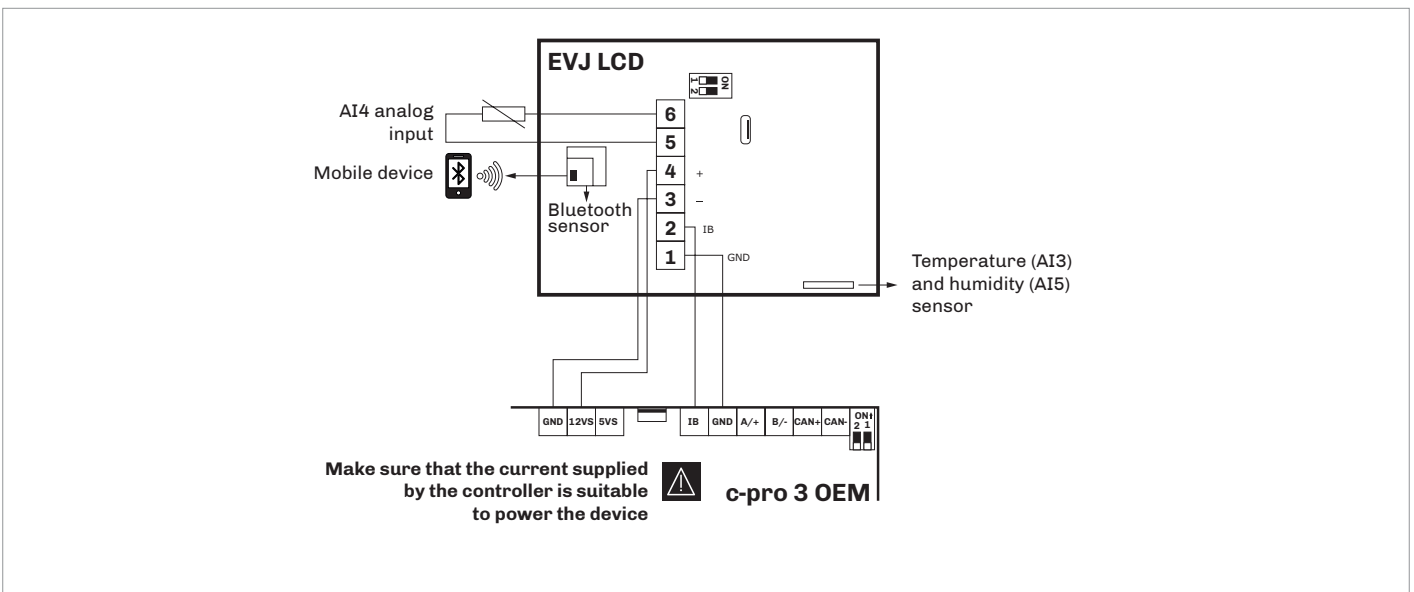 EVJ LCD
1 2 ON
AI4 analog
input
6
5
Mobile device
4 +
3 –
Bluetooth
sensor
2 IB
1 GND
Temperature (AI3)
and humidity (AI5)
sensor
GND 12VS 5VS IB GND A/+ B/- CAN+ CAN- ON↑
2 1
Make sure that the current supplied
by the controller is suitable
to power the device
c-pro 3 OEM